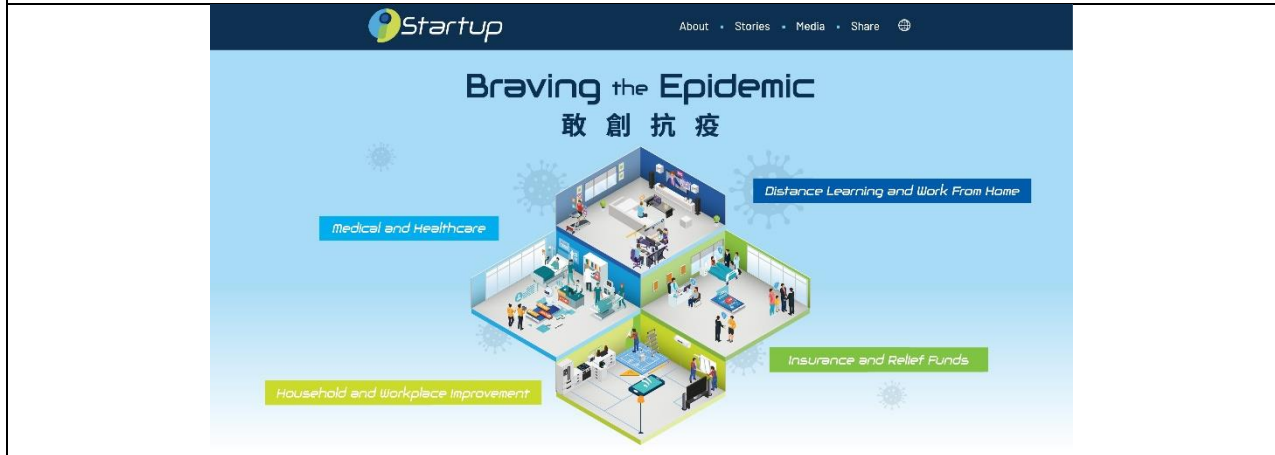 Startup
About • Stories • Media • Share
Braving the Epidemic
敢創抗疫
Distance Learning and Work From Home
Medical and Healthcare
Insurance and Relief Funds
Household and Workplace Improvement